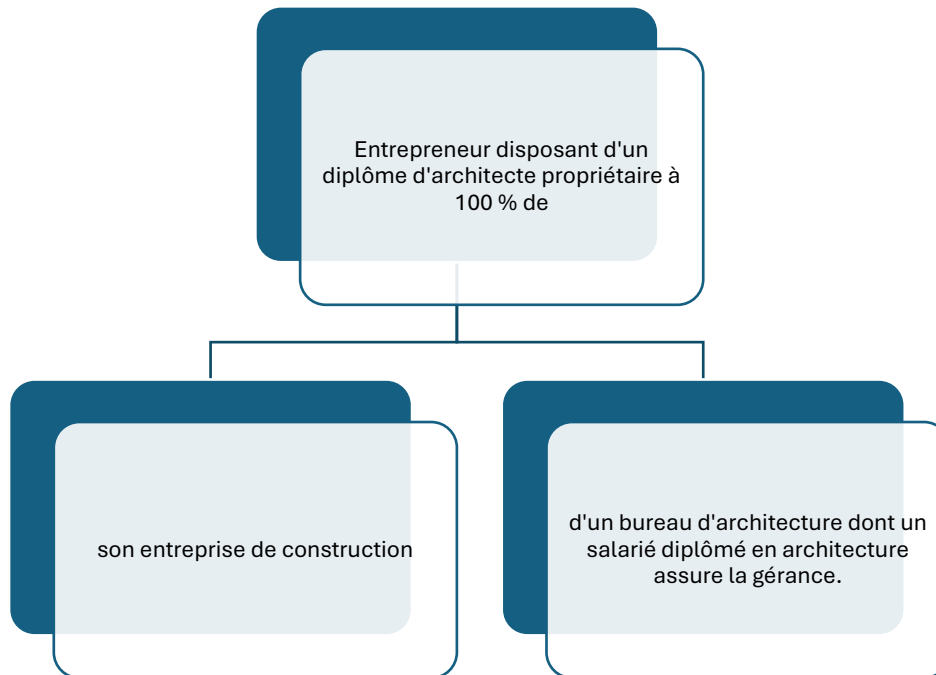 Entrepreneur disposant d'un
diplôme d'architecte propriétaire à
100 % de
son entreprise de construction
d'un bureau d'architecture dont un
salarié diplômé en architecture
assure la gérance.